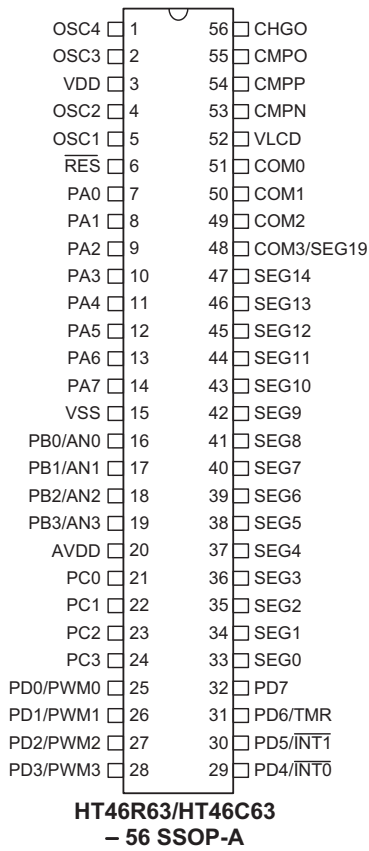 OSC4 1 56 CHGO
OSC3 2 55 CMPO
VDD 3 54 CMPP
OSC2 4 53 CMPN
OSC1 5 52 VLCD
R̅E̅S̅ 6 51 COM0
PA0 7 50 COM1
PA1 8 49 COM2
PA2 9 48 COM3/SEG19
PA3 10 47 SEG14
PA4 11 46 SEG13
PA5 12 45 SEG12
PA6 13 44 SEG11
PA7 14 43 SEG10
VSS 15 42 SEG9
PB0/AN0 16 41 SEG8
PB1/AN1 17 40 SEG7
PB2/AN2 18 39 SEG6
PB3/AN3 19 38 SEG5
AVDD 20 37 SEG4
PC0 21 36 SEG3
PC1 22 35 SEG2
PC2 23 34 SEG1
PC3 24 33 SEG0
PD0/PWM0 25 32 PD7
PD1/PWM1 26 31 PD6/TMR
PD2/PWM2 27 30 PD5/I̅N̅T̅1̅
PD3/PWM3 28 29 PD4/I̅N̅T̅0̅
HT46R63/HT46C63
– 56 SSOP-A